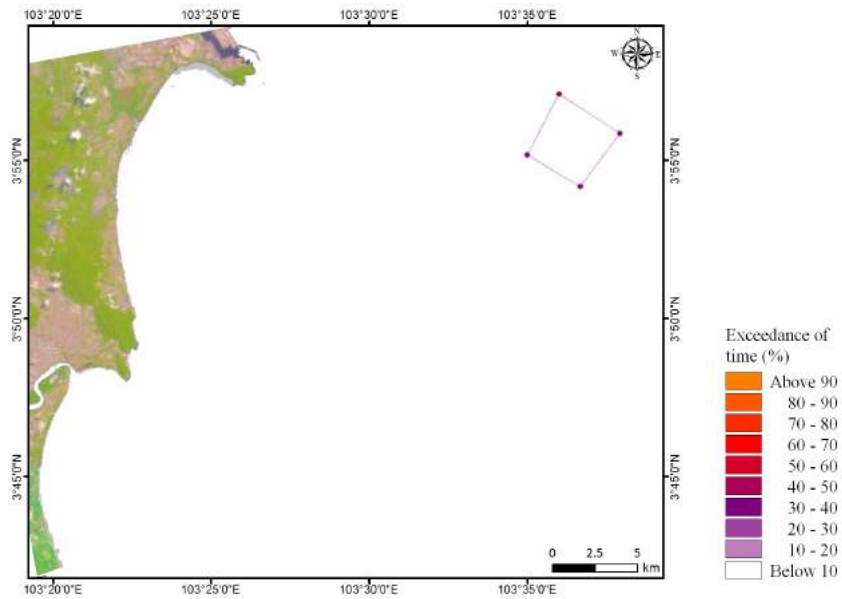 103°20'0"E 103°25'0"E 103°30'0"E 103°35'0"E
N
W E
S
3°55'0"N 3°55'0"N
3°50'0"N 3°50'0"N
3°45'0"N 3°45'0"N
0 2.5 5
km
103°20'0"E 103°25'0"E 103°30'0"E 103°35'0"E
Exceedance of
time (%)
Above 90
80 - 90
70 - 80
60 - 70
50 - 60
40 - 50
30 - 40
20 - 30
10 - 20
Below 10